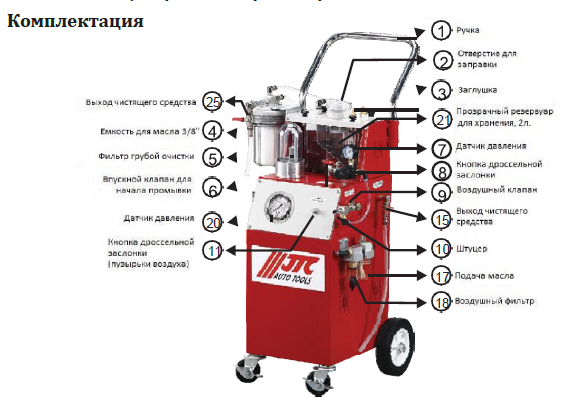 Комплектация
1 Ручка
2 Отверстие для
заправки
3 Заглушка
21 Прозрачный резервуар
для хранения, 2л.
7 Датчик давления
8 Кнопка дроссельной
заслонки
9 Воздушный клапан
15 Выход чистящего
средства
10 Штуцер
17 Подача масла
18 Воздушный фильтр
Выход чистящего средства 25
Емкость для масла 3/8" 4
Фильтр грубой очистки 5
Впускной клапан для
начала промывки 6
Датчик давления 20
Кнопка дроссельной
заслонки
(пузырьки воздуха) 11
JTC
AUTO TOOLS